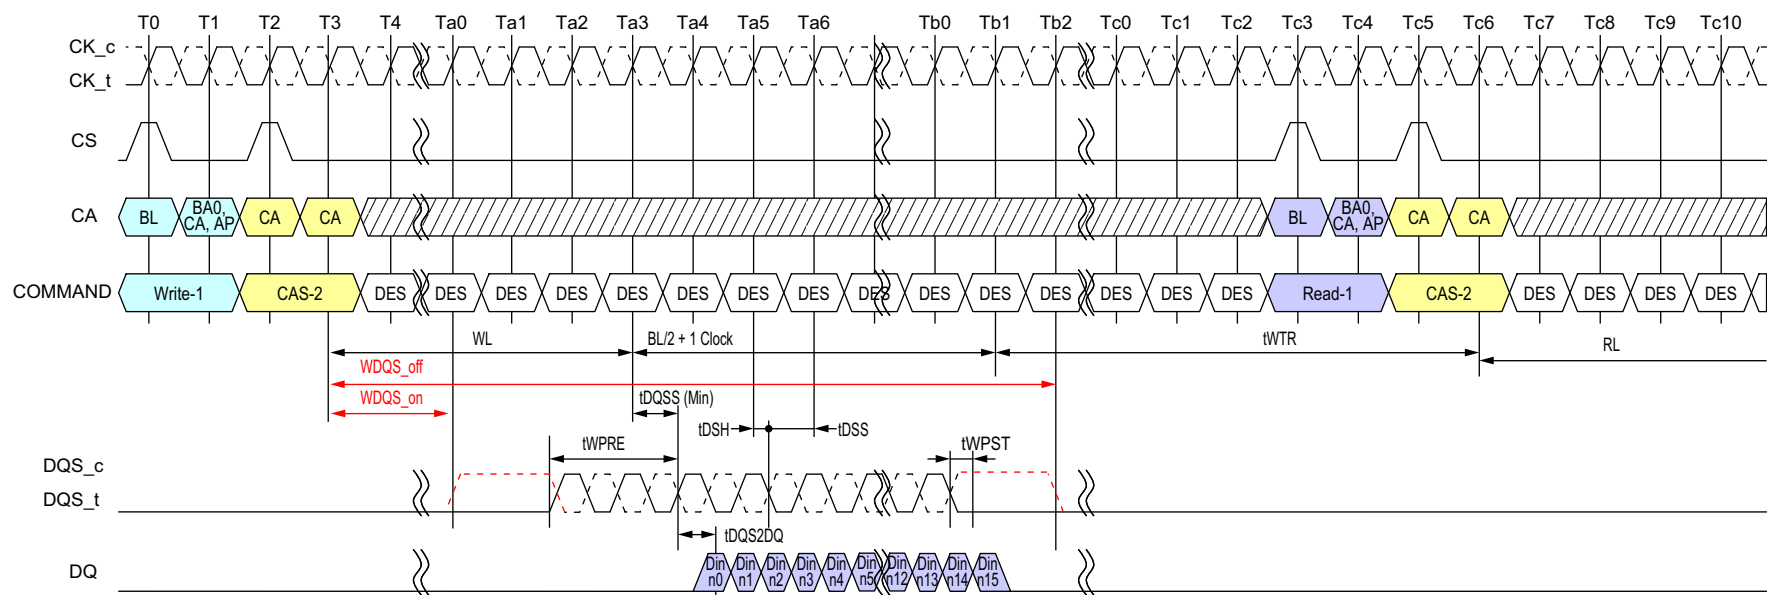 T0 T1 T2 T3 T4 Ta0 Ta1 Ta2 Ta3 Ta4 Ta5 Ta6 Tb0 Tb1 Tb2 Tc0 Tc1 Tc2 Tc3 Tc4 Tc5 Tc6 Tc7 Tc8 Tc9 Tc10
CK_c
CK_t
CS
CA
BL
BA0,
CA, AP
CA
CA
BL
BA0,
CA, AP
CA
CA
COMMAND Write-1 CAS-2 DES DES DES DES DES DES DES DES DES DES DES DES DES DES DES Read-1 CAS-2 DES DES DES DES
WL BL/2 + 1 Clock tWTR RL
WDQS_off
WDQS_on
tDQSS (Min)
tDSH tDSS
tWPRE tWPST
DQS_c
DQS_t
tDQS2DQ
DQ
Din
n0
Din
n1
Din
n2
Din
n3
Din
n4
Din
n5
Din
n12
Din
n13
Din
n14
Din
n15